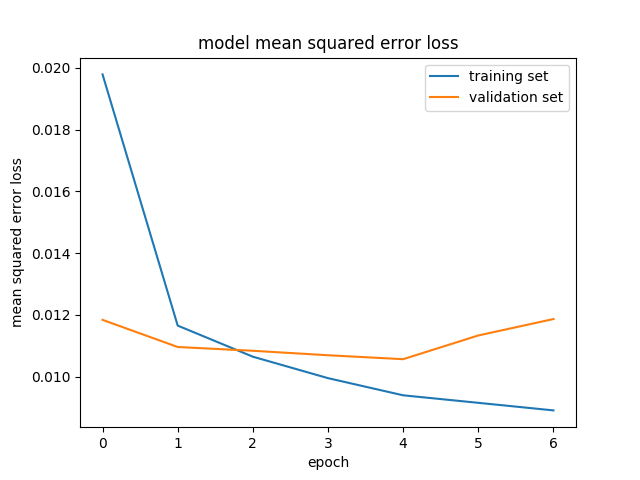 model mean squared error loss
training set
validation set
mean squared error loss
0.020
0.018
0.016
0.014
0.012
0.010
0 1 2 3 4 5 6
epoch